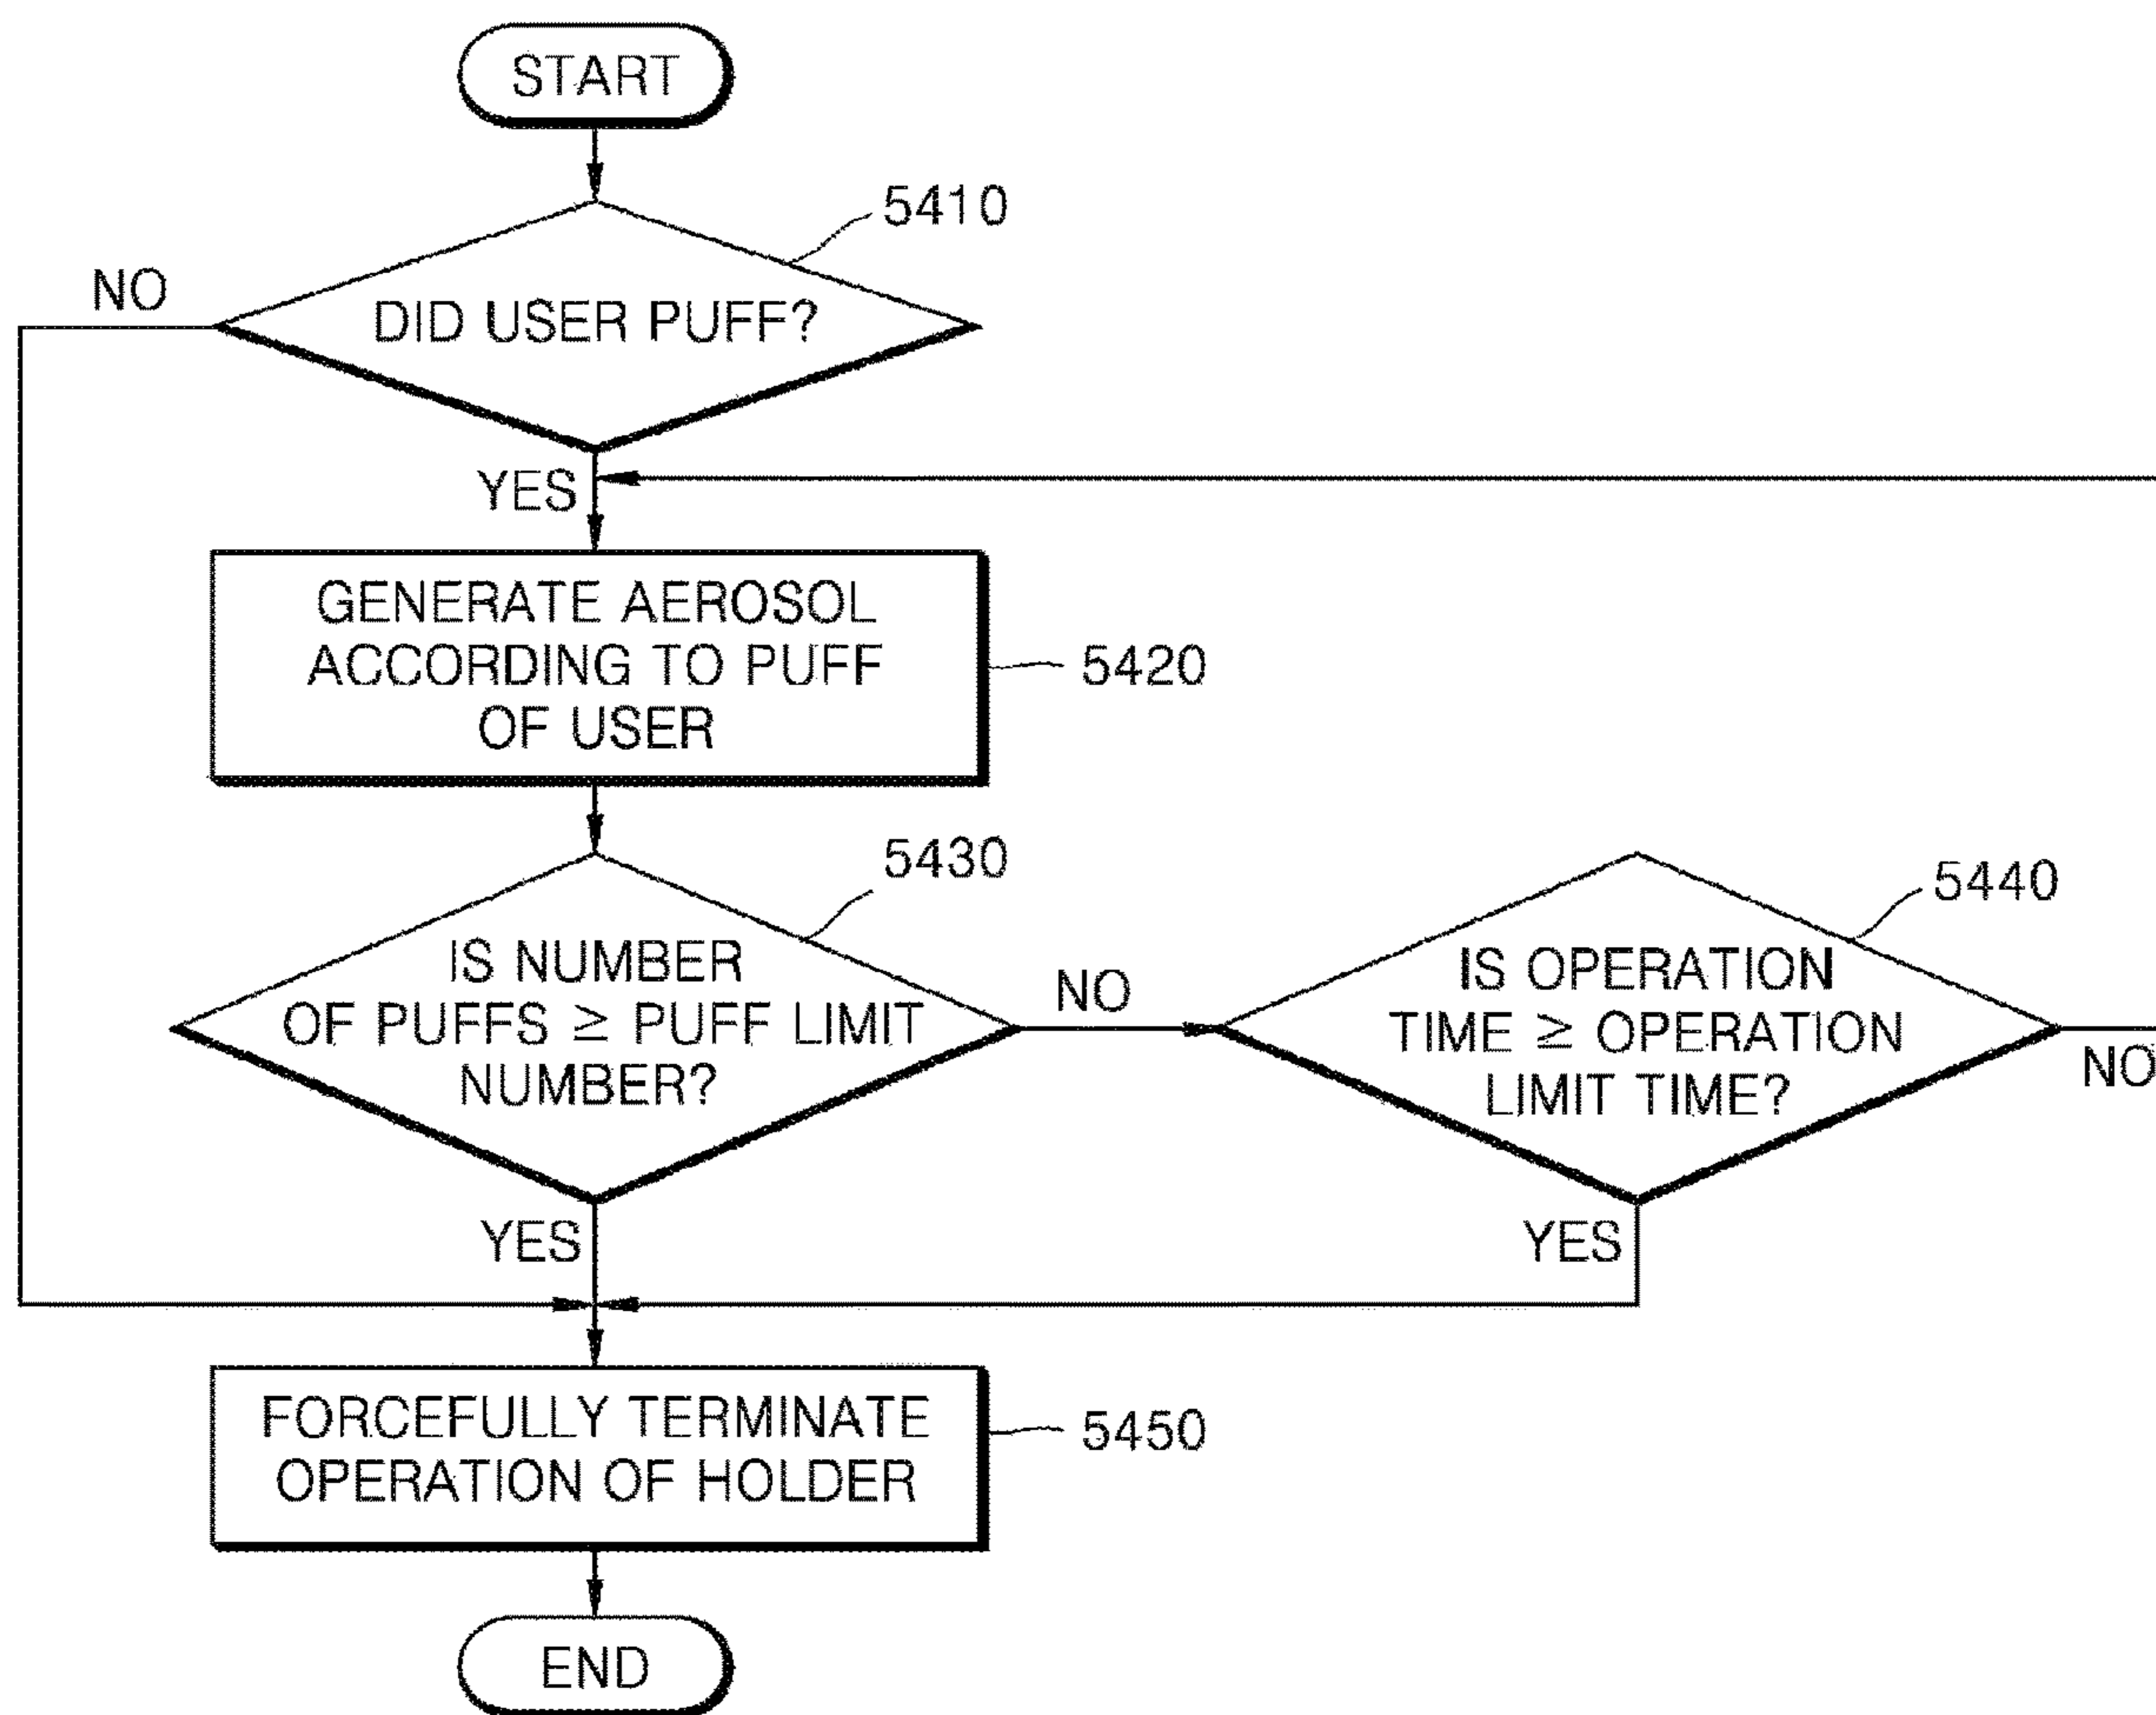 START
5410
NO
DID USER PUFF?
YES
GENERATE AEROSOL
ACCORDING TO PUFF
OF USER
5420
5430
IS NUMBER
OF PUFFS ≥ PUFF LIMIT
NUMBER?
NO
5440
IS OPERATION
TIME ≥ OPERATION
LIMIT TIME?
NO
YES
YES
FORCEFULLY TERMINATE
OPERATION OF HOLDER
5450
END